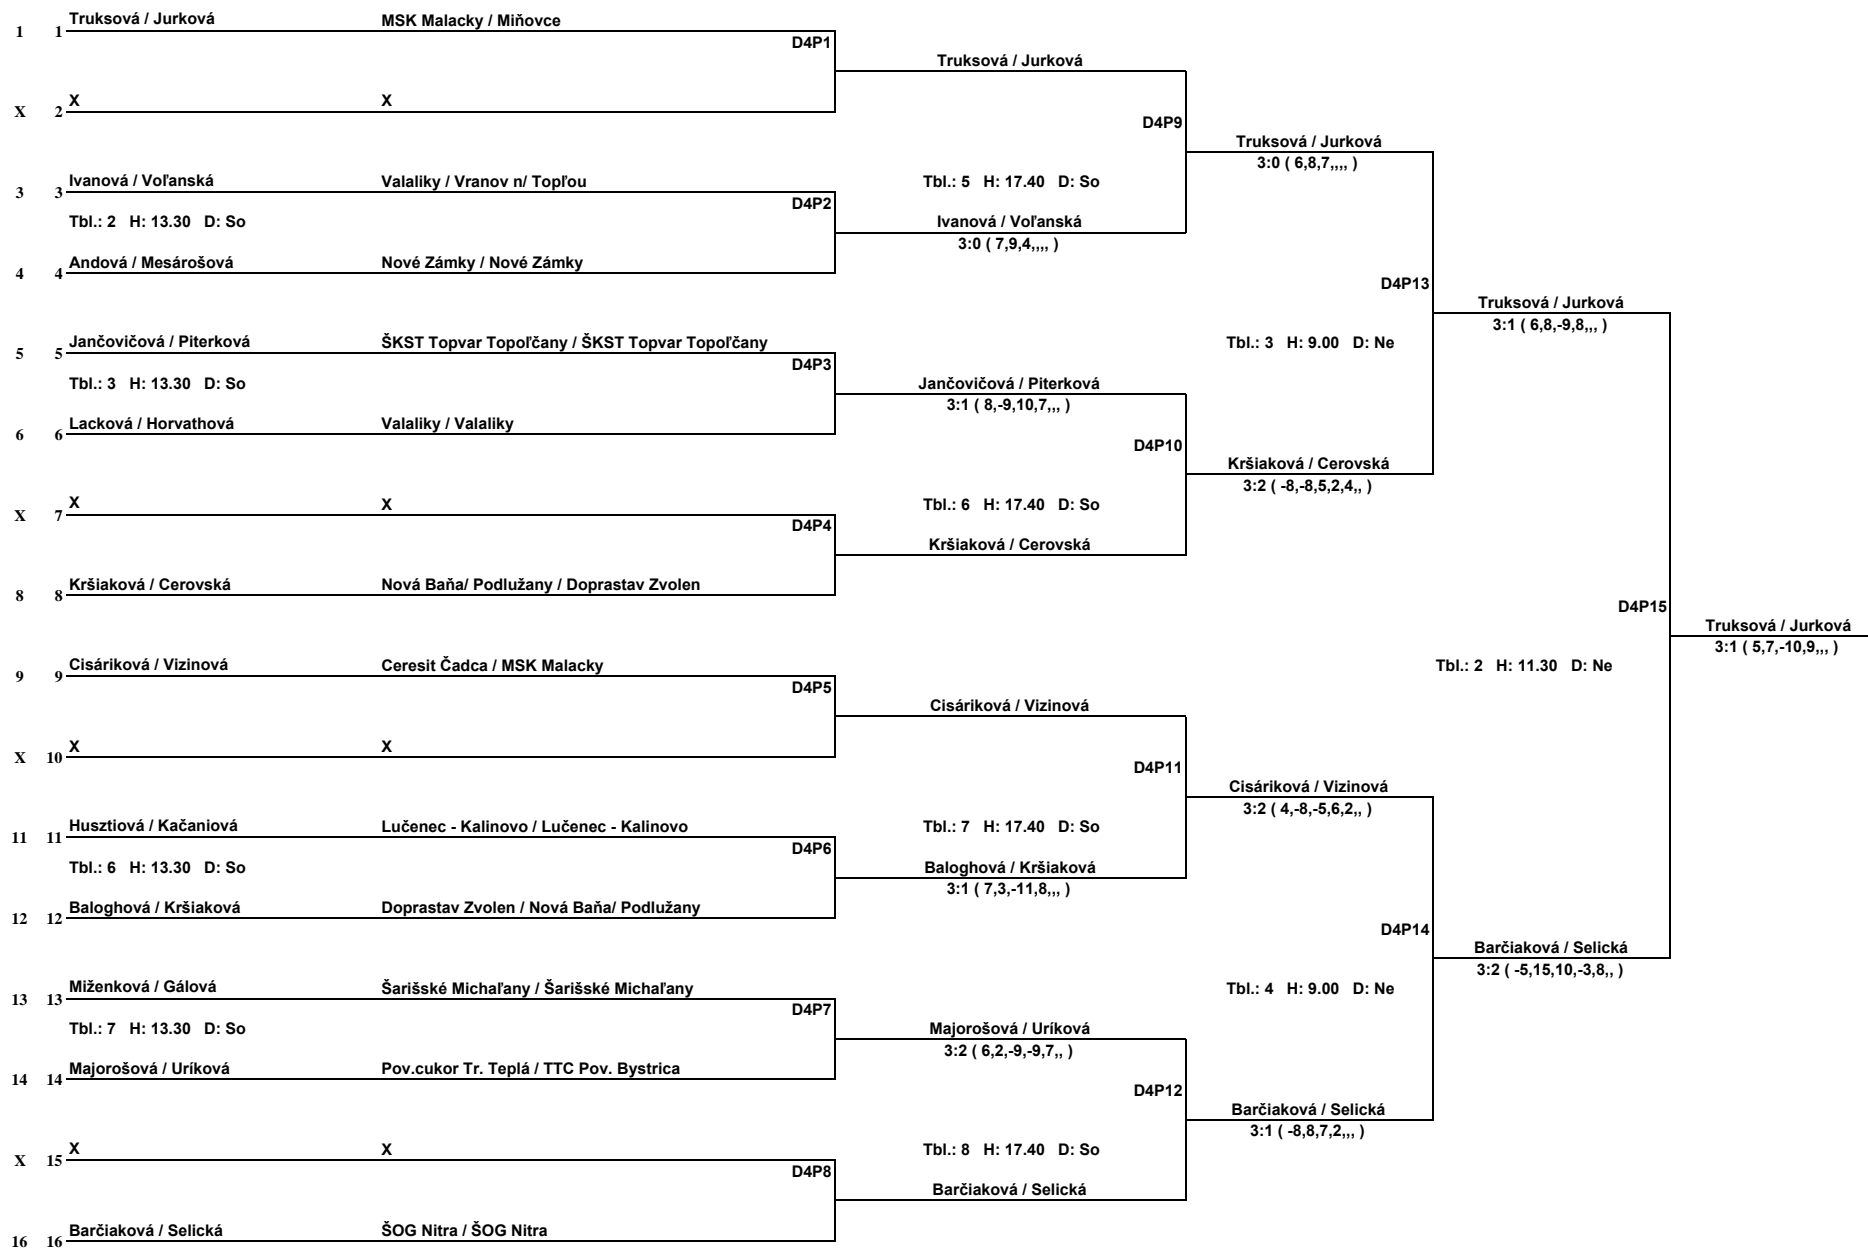 Truksová / Jurková MSK Malacky / Miňovce
1 1
D4P1
Truksová / Jurková
X X
X 2
D4P9
Truksová / Jurková
3:0 ( 6,8,7,,,, )
Ivanová / Voľanská Valaliky / Vranov n/ Topľou Tbl.: 5 H: 17.40 D: So
3 3
D4P2
Tbl.: 2 H: 13.30 D: So Ivanová / Voľanská
3:0 ( 7,9,4,,,, )
Andová / Mesárošová Nové Zámky / Nové Zámky
4 4
D4P13
Truksová / Jurková
3:1 ( 6,8,-9,8,,, )
Jančovičová / Piterková ŠKST Topvar Topoľčany / ŠKST Topvar Topoľčany Tbl.: 3 H: 9.00 D: Ne
5 5
D4P3
Tbl.: 3 H: 13.30 D: So Jančovičová / Piterková
3:1 ( 8,-9,10,7,,, )
Lacková / Horvathová Valaliky / Valaliky
6 6
D4P10
Kršiaková / Cerovská
3:2 ( -8,-8,5,2,4,, )
X X Tbl.: 6 H: 17.40 D: So
X 7
D4P4
Kršiaková / Cerovská
Kršiaková / Cerovská Nová Baňa/ Podlužany / Doprastav Zvolen
8 8
D4P15
Truksová / Jurková
3:1 ( 5,7,-10,9,,, )
Cisáriková / Vizinová Ceresit Čadca / MSK Malacky Tbl.: 2 H: 11.30 D: Ne
9 9
D4P5
Cisáriková / Vizinová
X X
X 10
D4P11
Cisáriková / Vizinová
3:2 ( 4,-8,-5,6,2,, )
Husztiová / Kačaniová Lučenec - Kalinovo / Lučenec - Kalinovo Tbl.: 7 H: 17.40 D: So
11 11
D4P6
Tbl.: 6 H: 13.30 D: So Baloghová / Kršiaková
3:1 ( 7,3,-11,8,,, )
Baloghová / Kršiaková Doprastav Zvolen / Nová Baňa/ Podlužany
12 12
D4P14
Barčiaková / Selická
3:2 ( -5,15,10,-3,8,, )
Miženková / Gálová Šarišské Michaľany / Šarišské Michaľany Tbl.: 4 H: 9.00 D: Ne
13 13
D4P7
Tbl.: 7 H: 13.30 D: So Majorošová / Uríková
3:2 ( 6,2,-9,-9,7,, )
Majorošová / Uríková Pov.cukor Tr. Teplá / TTC Pov. Bystrica
14 14
D4P12
Barčiaková / Selická
3:1 ( -8,8,7,2,,, )
X X Tbl.: 8 H: 17.40 D: So
X 15
D4P8
Barčiaková / Selická
Barčiaková / Selická ŠOG Nitra / ŠOG Nitra
16 16